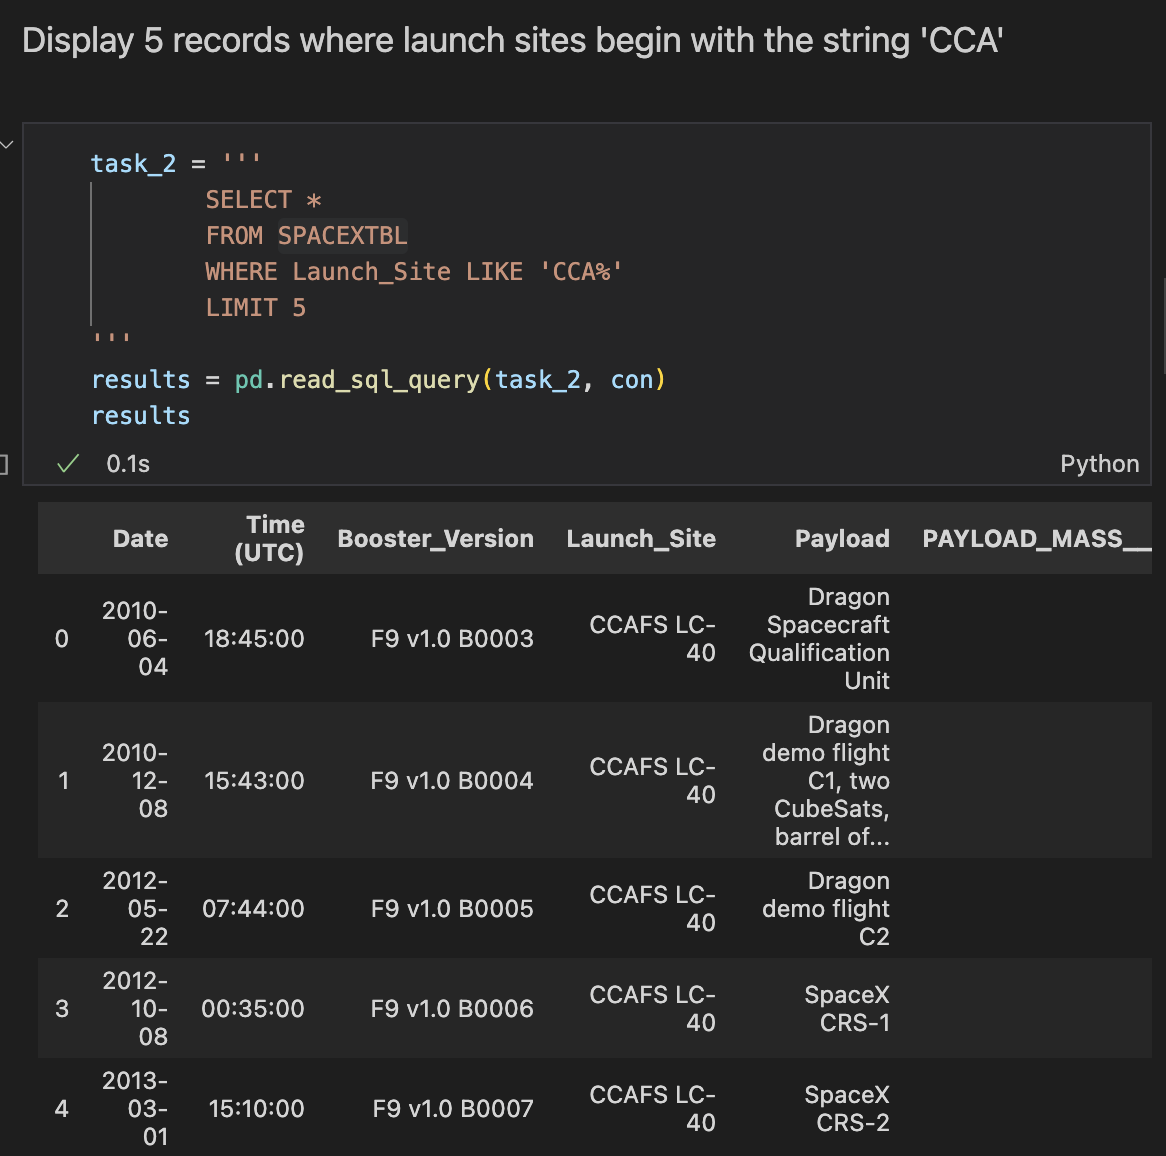 Display 5 records where launch sites begin with the string 'CCA'
task_2 = '''
SELECT *
FROM SPACEXTBL
WHERE Launch_Site LIKE 'CCA%'
LIMIT 5
'''
results = pd.read_sql_query(task_2, con)
results
0.1s Python
Date Time (UTC) Booster_Version Launch_Site Payload PAYLOAD_MASS__
0 2010-06-04 18:45:00 F9 v1.0 B0003 CCAFS LC-40 Dragon Spacecraft Qualification Unit
1 2010-12-08 15:43:00 F9 v1.0 B0004 CCAFS LC-40 Dragon demo flight C1, two CubeSats, barrel of...
2 2012-05-22 07:44:00 F9 v1.0 B0005 CCAFS LC-40 Dragon demo flight C2
3 2012-10-08 00:35:00 F9 v1.0 B0006 CCAFS LC-40 SpaceX CRS-1
4 2013-03-01 15:10:00 F9 v1.0 B0007 CCAFS LC-40 SpaceX CRS-2